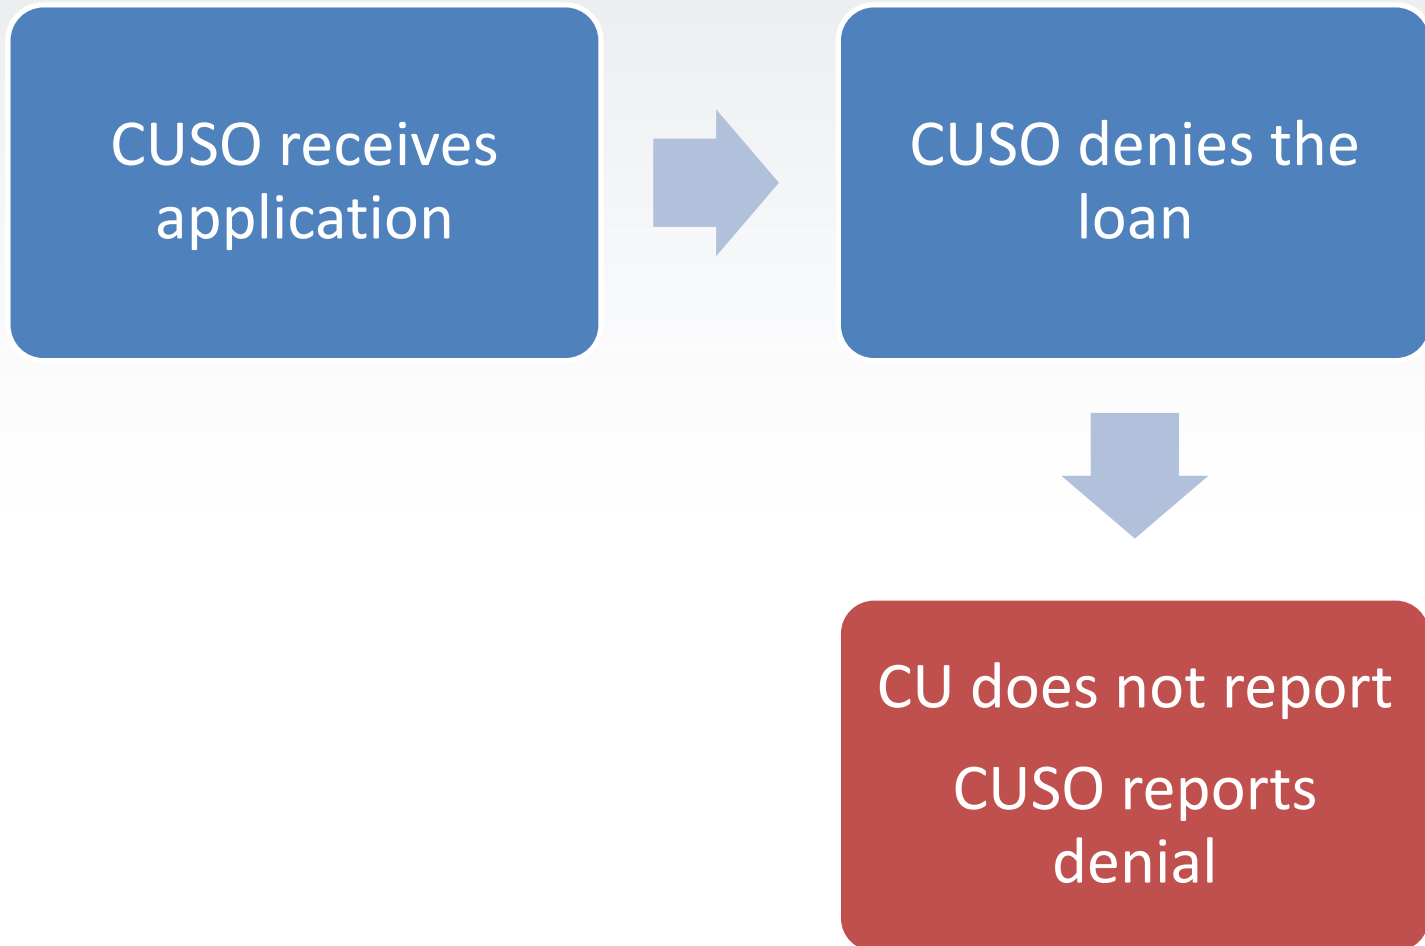 CUSO receives
application
CUSO denies the
loan
CU does not report
CUSO reports
denial